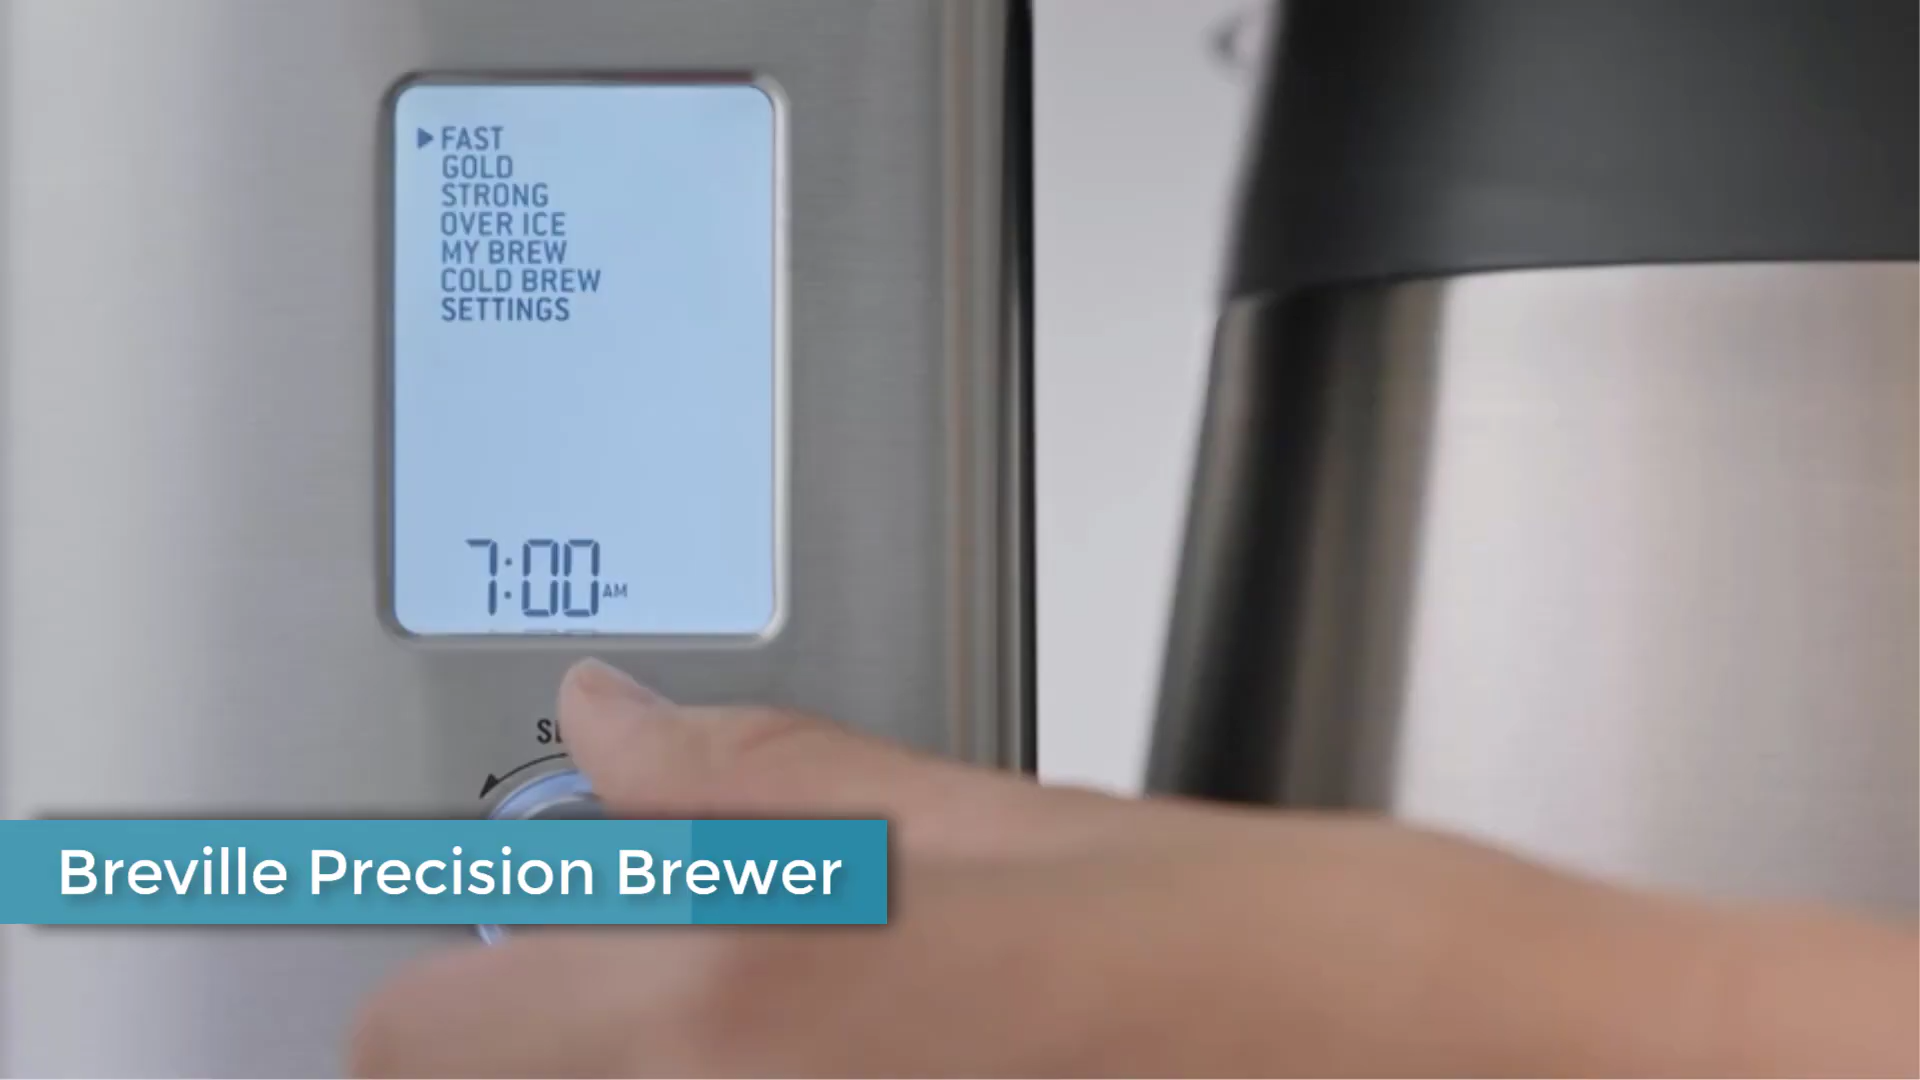 FAST
GOLD
STRONG
OVER ICE
MY BREW
COLD BREW
SETTINGS
7:00 AM
Breville Precision Brewer